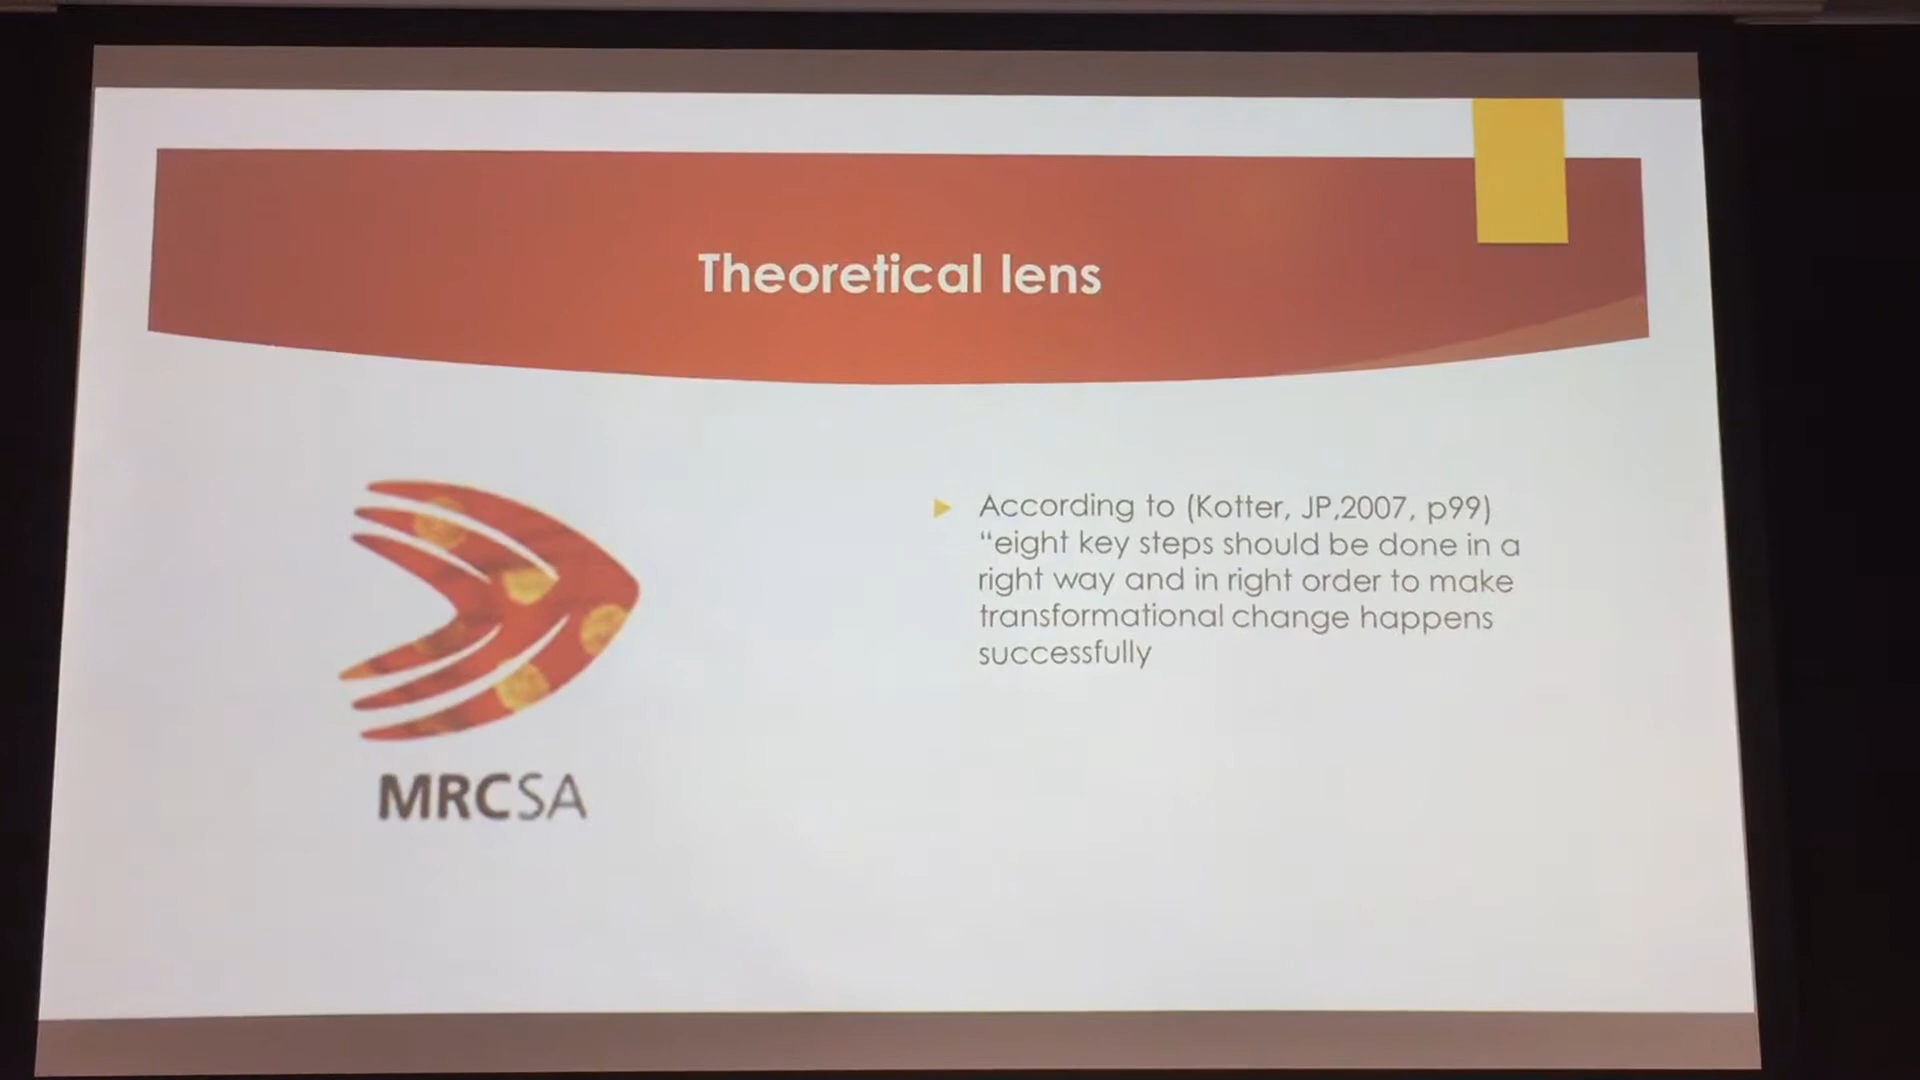 Theoretical lens
According to (Kotter, JP,2007, p99)
“eight key steps should be done in a
right way and in right order to make
transformational change happens
successfully
MRCSA